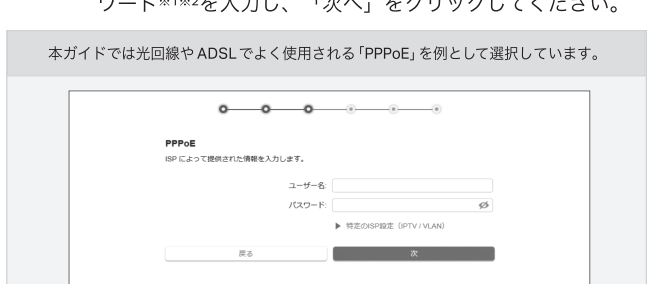 ワード※1※2を入力し、「次へ」をクリックしてください。
本ガイドでは光回線やADSLでよく使用される「PPPoE」を例として選択しています。
PPPoE
ISP によって提供された情報を入力します。
ユーザー名:
パスワード:
▶ 特定のISP設定（IPTV / VLAN）
戻る
次